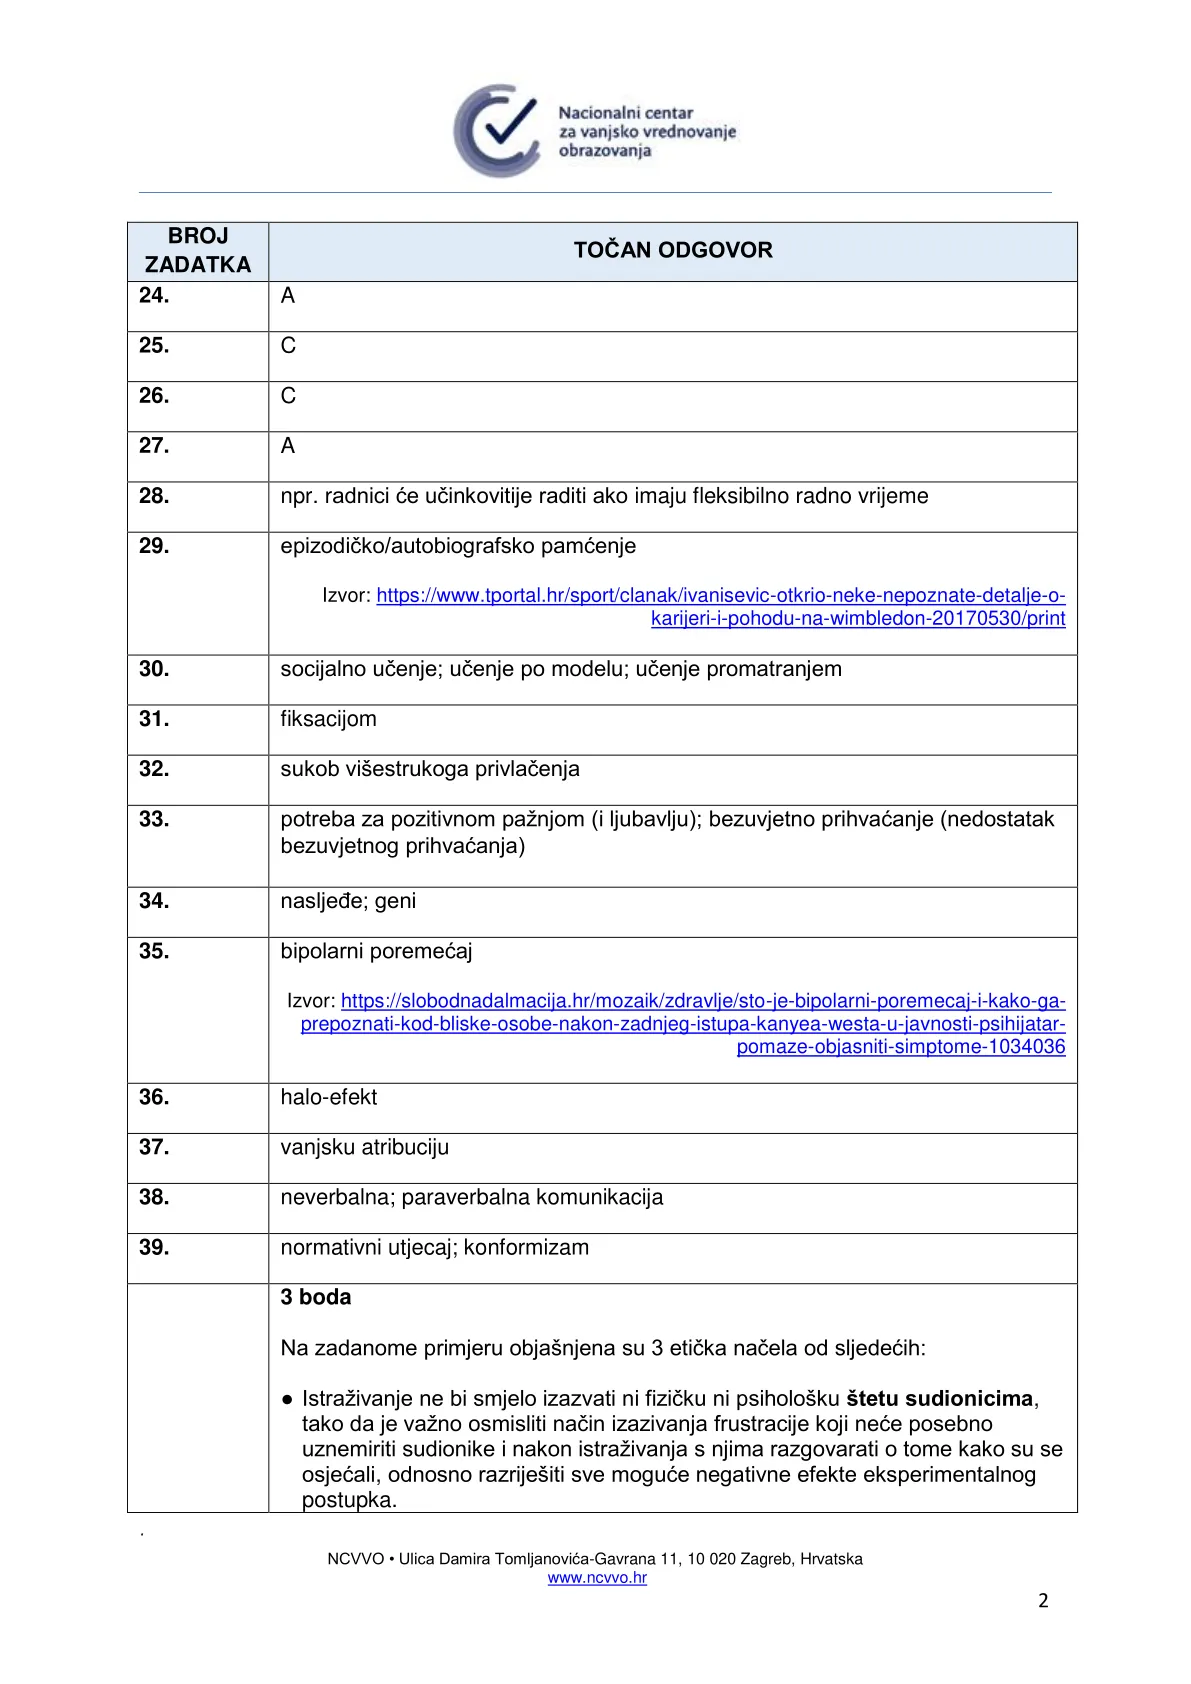 Nacionalni centar
za vanjsko vrednovanje
obrazovanja
BROJ
ZADATKA
TOČAN ODGOVOR
24.
A
25.
C
26.
C
27.
A
28.
npr. radnici će učinkovitije raditi ako imaju fleksibilno radno vrijeme
29.
epizodičko/autobiografsko pamćenje
Izvor: https://www.tportal.hr/sport/clanak/ivanisevic-otkrio-neke-nepoznate-detalje-o-
karijeri-i-pohodu-na-wimbledon-20170530/print
30.
socijalno učenje; učenje po modelu; učenje promatranjem
31.
fiksacijom
32.
sukob višestrukoga privlačenja
33.
potreba za pozitivnom pažnjom (i ljubavlju); bezuvjetno prihvaćanje (nedostatak
bezuvjetnog prihvaćanja)
34.
nasljeđe; geni
35.
bipolarni poremećaj
Izvor: https://slobodnadalmacija.hr/mozaik/zdravlje/sto-je-bipolarni-poremecaj-i-kako-ga-
prepoznati-kod-bliske-osobe-nakon-zadnjeg-istupa-kanyea-westa-u-javnosti-psihijatar-
pomaze-objasniti-simptome-1034036
36.
halo-efekt
37.
vanjsku atribuciju
38.
neverbalna; paraverbalna komunikacija
39.
normativni utjecaj; konformizam
3 boda
Na zadanome primjeru objašnjena su 3 etička načela od sljedećih:
● Istraživanje ne bi smjelo izazvati ni fizičku ni psihološku štetu sudionicima,
tako da je važno osmisliti način izazivanja frustracije koji neće posebno
uznemiriti sudionike i nakon istraživanja s njima razgovarati o tome kako su se
osjećali, odnosno razriješiti sve moguće negativne efekte eksperimentalnog
postupka.
.
NCVVO • Ulica Damira Tomljanovića-Gavrana 11, 10 020 Zagreb, Hrvatska
www.ncvvo.hr
2